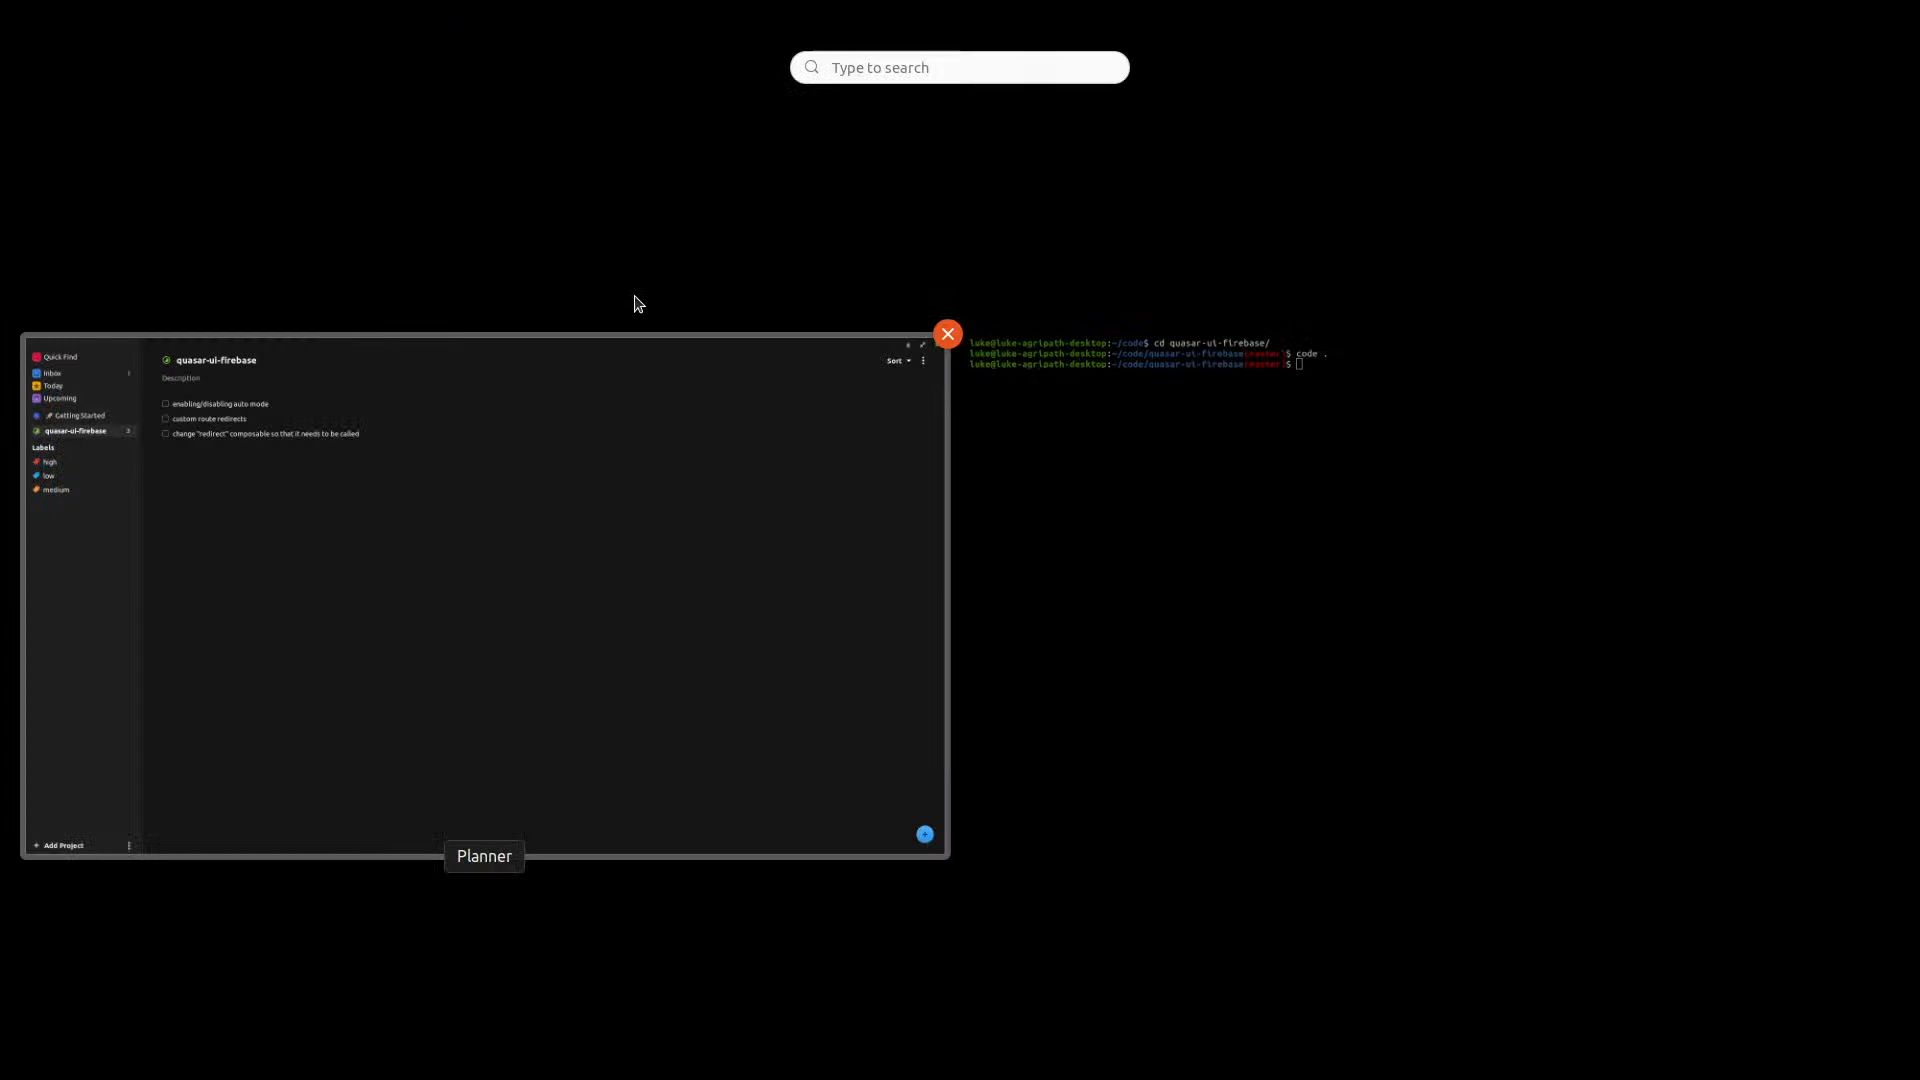 Type to search
Quick Find
Inbox 1
Today
Upcoming
Getting Started
quasar-ui-firebase 3
Labels
high
low
medium
Add Project
quasar-ui-firebase
Sort
Description
enabling/disabling auto mode
custom route redirects
change "redirect" composable so that it needs to be called
Planner
luke@luke-agripath-desktop:~/code$ cd quasar-ui-firebase/
luke@luke-agripath-desktop:~/code/quasar-ui-firebase(master)$ code .
luke@luke-agripath-desktop:~/code/quasar-ui-firebase(master)$